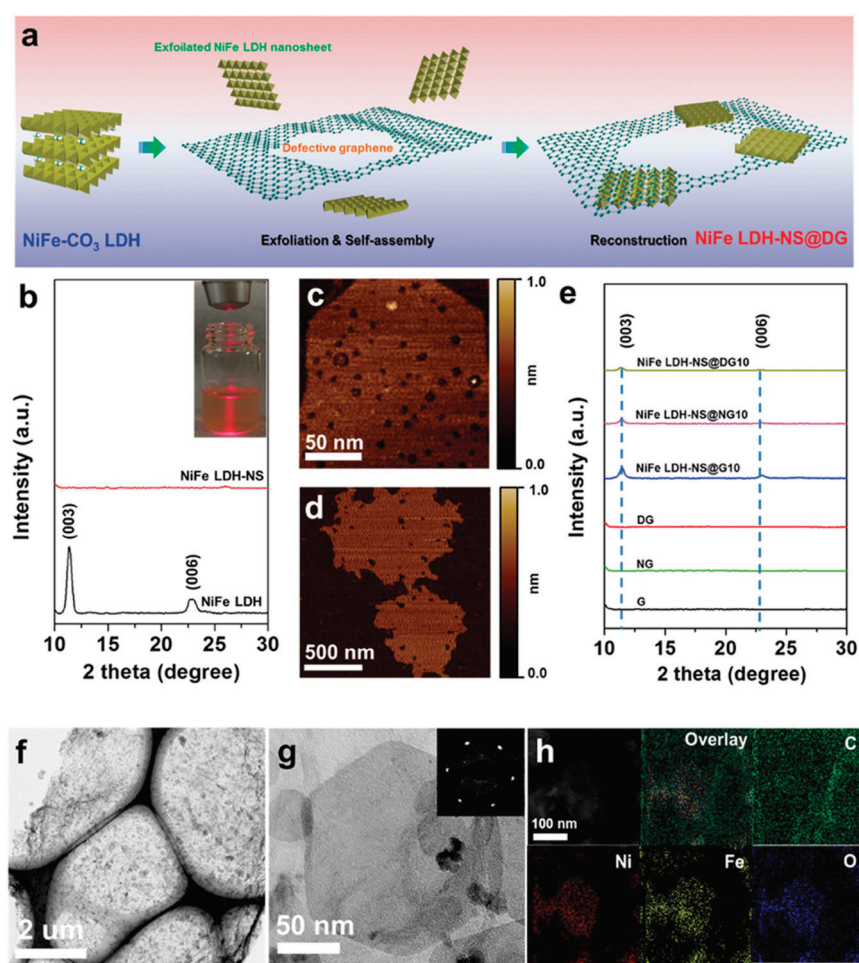 a
Exfoilated NiFe LDH nanosheet
Defective graphene
NiFe-CO₃ LDH
Exfoliation & Self-assembly
Reconstruction NiFe LDH-NS@DG
b
Intensity (a.u.)
NiFe LDH-NS
(003)
(006)
NiFe LDH
10 15 20 25 30
2 theta (degree)
c
50 nm
1.0
nm
0.0
d
500 nm
1.0
nm
0.0
e
Intensity (a.u.)
(003)
(006)
NiFe LDH-NS@DG10
NiFe LDH-NS@NG10
NiFe LDH-NS@G10
DG
NG
G
10 15 20 25 30
2 theta (degree)
f
2 um
g
50 nm
h
Overlay
C
100 nm
Ni
Fe
O